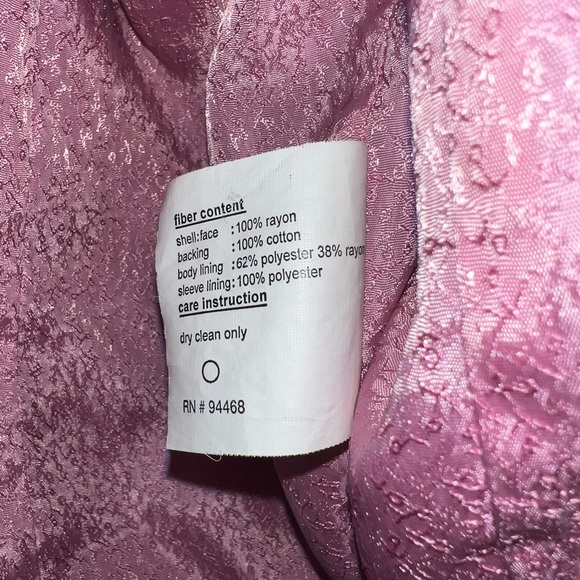 fiber content
shell:face :100% rayon
backing :100% cotton
body lining :62% polyester 38% rayon
sleeve lining:100% polyester
care instruction
dry clean only
RN # 94468